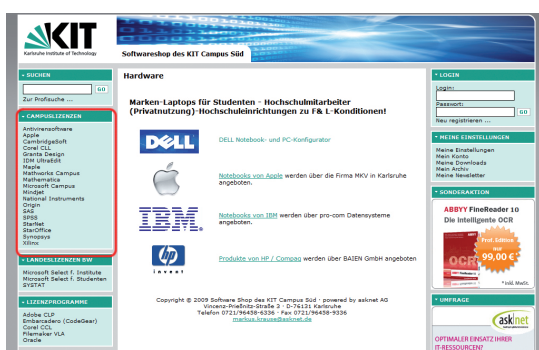 KIT
Karlsruhe Institute of Technology
Softwareshop des KIT Campus Süd
SUCHEN
GO
Zur Profisuche ...
CAMPUSLIZENZEN
Antivirensoftware
Apple
CambridgeSoft
Corel CLL
Granta Design
IDM UltraEdit
Maple
Mathworks Campus
Mathematica
Microsoft Campus
Mindjet
National Instruments
Origin
SAS
SPSS
StarNet
StarOffice
Synopsys
Xilinx
LANDESLIZENZEN BW
Microsoft Select f. Institute
Microsoft Select f. Studenten
SYSTAT
LIZENZPROGRAMME
Adobe CLP
Embarcadero (CodeGear)
Corel CCL
Filemaker VLA
Oracle
Hardware
Marken-Laptops für Studenten - Hochschulmitarbeiter
(Privatnutzung)-Hochschuleinrichtungen zu F& L-Konditionen!
DELL
DELL Notebook- und PC-Konfigurator
Notebooks von Apple werden über die Firma MKV in Karlsruhe
angeboten.
IBM
Notebooks von IBM werden über pro-com Datensysteme
angeboten.
hp
invent
Produkte von HP / Compaq werden über BAIEN GmbH angeboten
Copyright © 2009 Software Shop des KIT Campus Süd - powered by asknet AG
Vincenz-Prießnitz-Straße 3 - D-76131 Karlsruhe
Telefon 0721/96458-6336 - Fax 0721/96458-9336
markus.krause@asknet.de
LOGIN
Login:
Passwort:
GO
Neu registrieren ...
MEINE EINSTELLUNGEN
Meine Einstellungen
Mein Konto
Meine Downloads
Mein Archiv
Meine Newsletter
SONDERAKTION
ABBYY FineReader 10
Die intelligente OCR
Prof. Edition
nur
99,00 €*
OCR
* inkl. MwSt.
UMFRAGE
asknet
OPTIMALER EINSATZ IHRER
IT-RESSOURCEN?